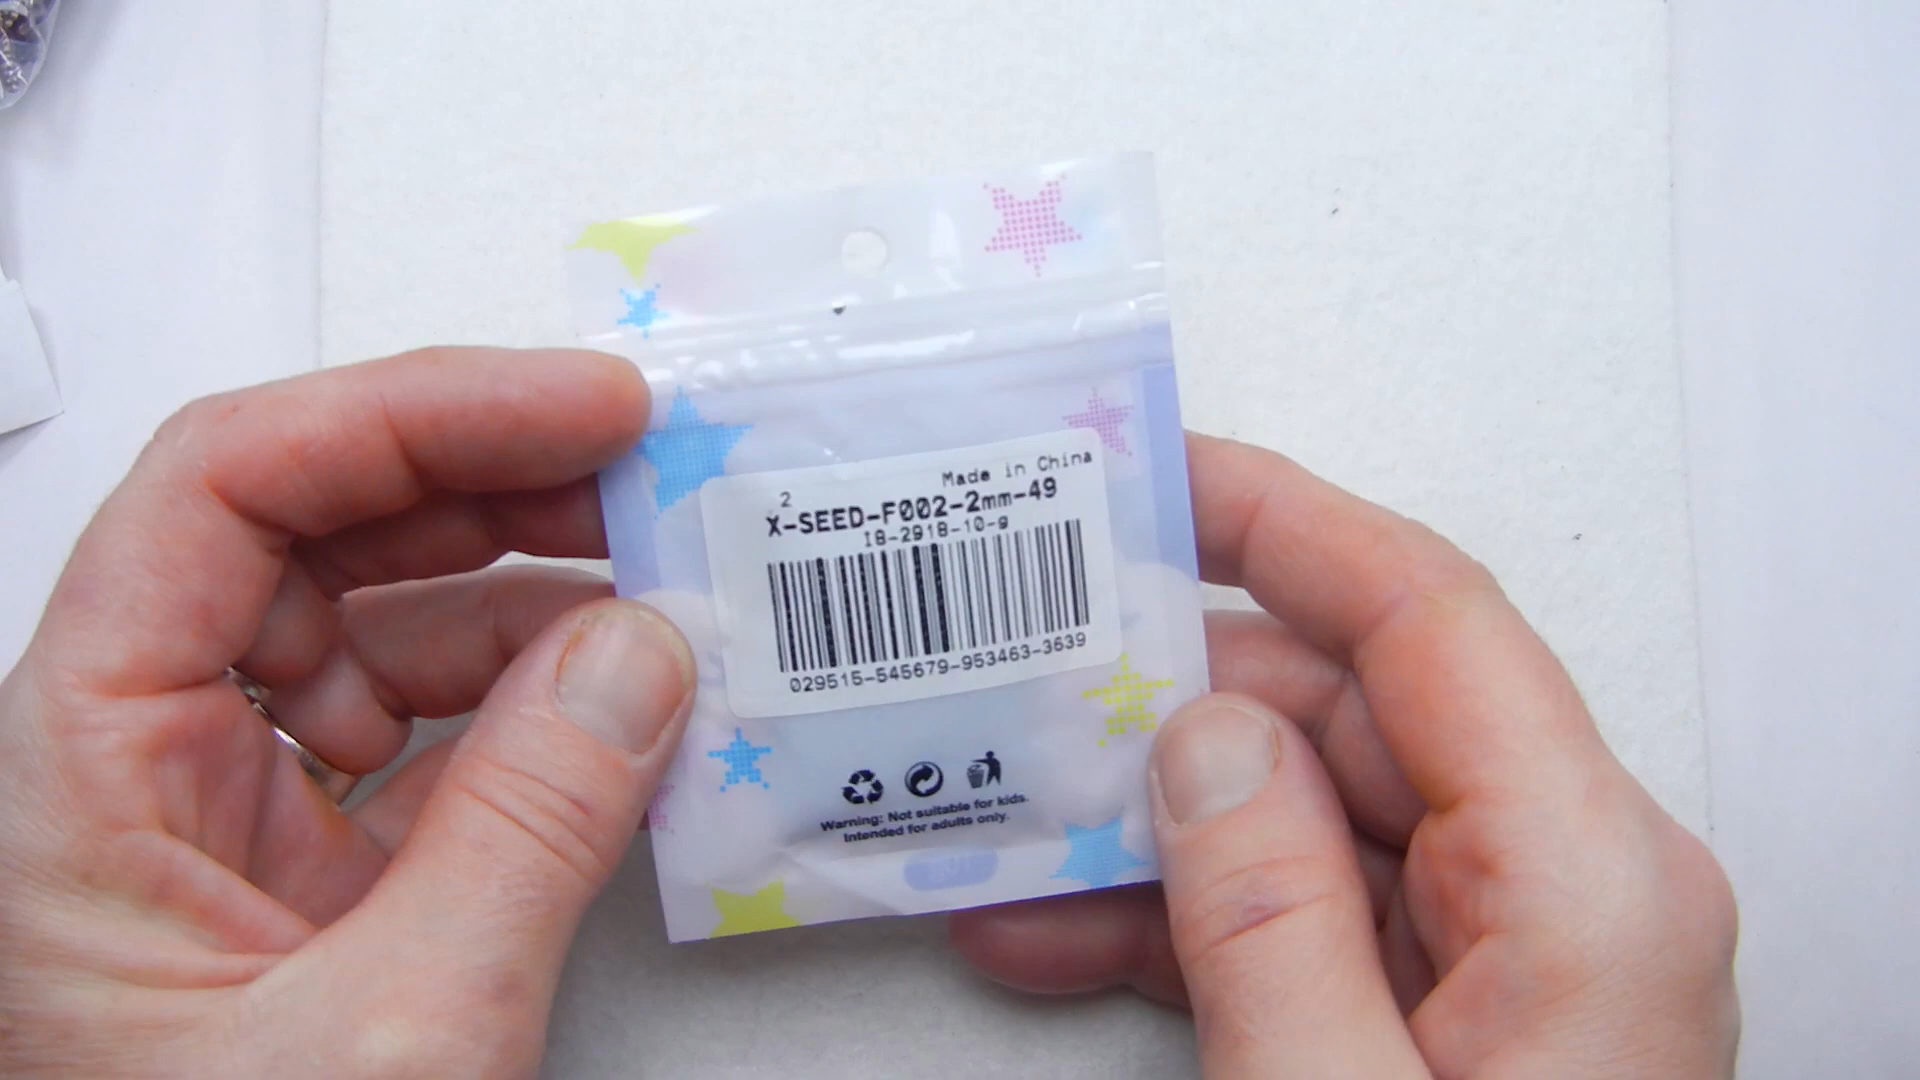 Made in China
2
X-SEED-F002-2mm-49
I8-2918-10-g
029515-545679-953463-3639
Warning: Not suitable for kids.
Intended for adults only.